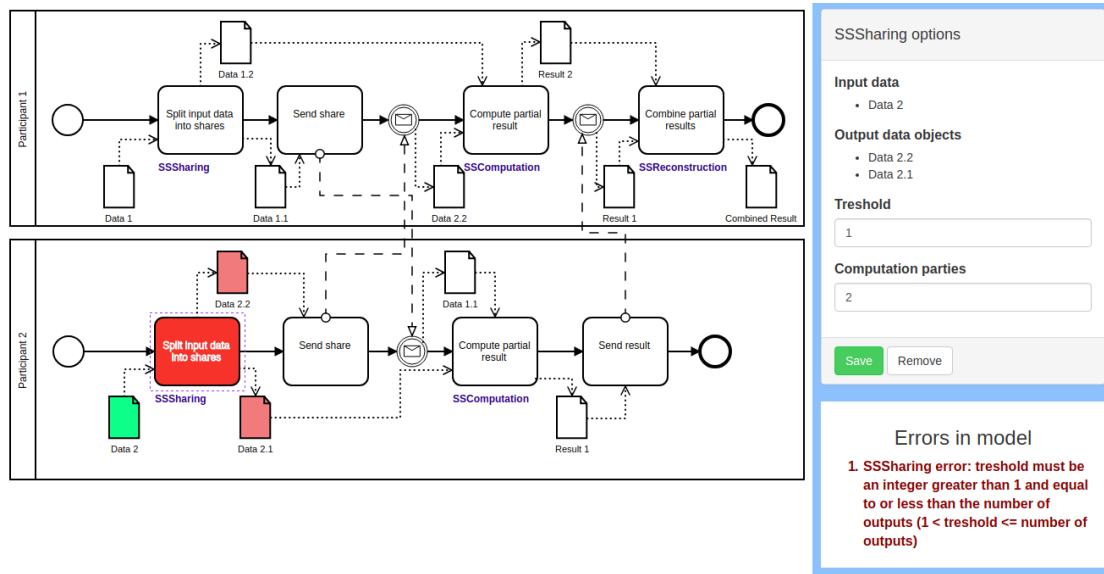 Participant 1
Data 1.2
Result 2
Split input data
into shares
Send share
Compute partial
result
Combine partial
results
SSSharing
SSComputation
SSReconstruction
Data 1
Data 1.1
Data 2.2
Result 1
Combined Result
Participant 2
Data 2.2
Data 1.1
Split input data
into shares
Send share
Compute partial
result
Send result
SSSharing
SSComputation
Data 2
Data 2.1
Result 1
SSSharing options
Input data
• Data 2
Output data objects
• Data 2.2
• Data 2.1
Treshold
1
Computation parties
2
Save
Remove
Errors in model
1. SSSharing error: treshold must be
an integer greater than 1 and equal
to or less than the number of
outputs (1 < treshold <= number of
outputs)